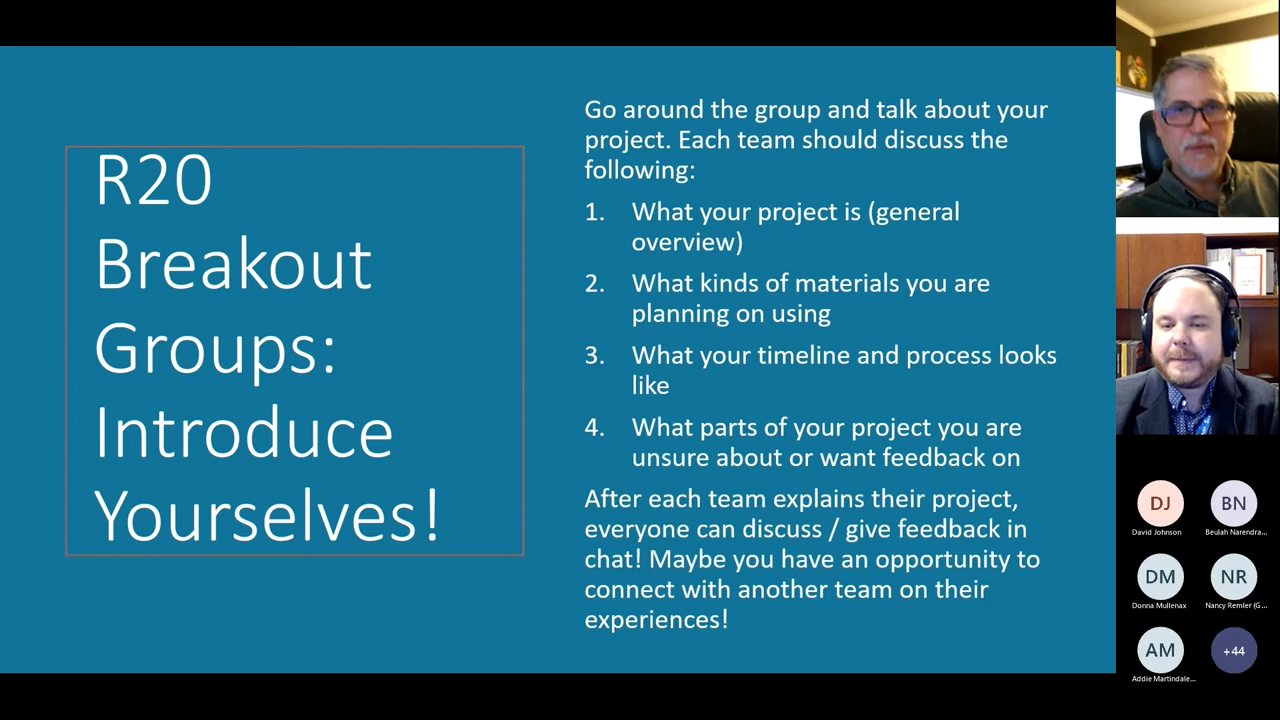 R20
Breakout
Groups:
Introduce
Yourselves!
Go around the group and talk about your
project. Each team should discuss the
following:
1. What your project is (general
overview)
2. What kinds of materials you are
planning on using
3. What your timeline and process looks
like
4. What parts of your project you are
unsure about or want feedback on
After each team explains their project,
everyone can discuss / give feedback in
chat! Maybe you have an opportunity to
connect with another team on their
experiences!
DJ
David Johnson
BN
Beulah Narendra...
DM
Donna Mullenax
NR
Nancy Remler (G...
AM
Addie Martindale...
+44